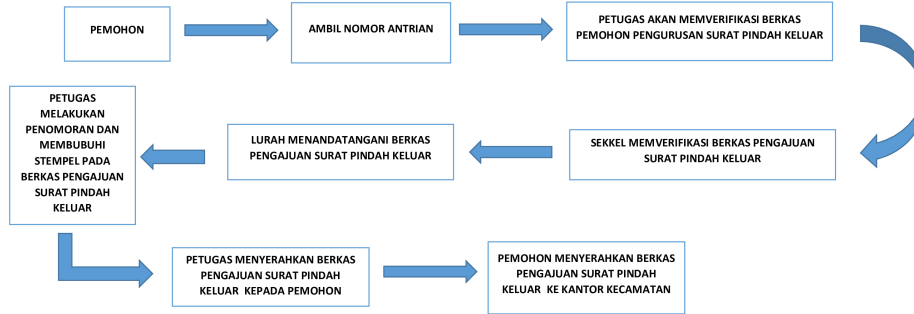 PEMOHON
AMBIL NOMOR ANTRIAN
PETUGAS AKAN MEMVERIFIKASI BERKAS
PEMOHON PENGURUSAN SURAT PINDAH KELUAR
SEKKEL MEMVERIFIKASI BERKAS PENGAJUAN
SURAT PINDAH KELUAR
LURAH MENANDATANGANI BERKAS
PENGAJUAN SURAT PINDAH KELUAR
PETUGAS
MELAKUKAN
PENOMORAN DAN
MEMBUBUHI
STEMPEL PADA
BERKAS PENGAJUAN
SURAT PINDAH
KELUAR
PETUGAS MENYERAHKAN BERKAS
PENGAJUAN SURAT PINDAH
KELUAR KEPADA PEMOHON
PEMOHON MENYERAHKAN BERKAS
PENGAJUAN SURAT PINDAH
KELUAR KE KANTOR KECAMATAN